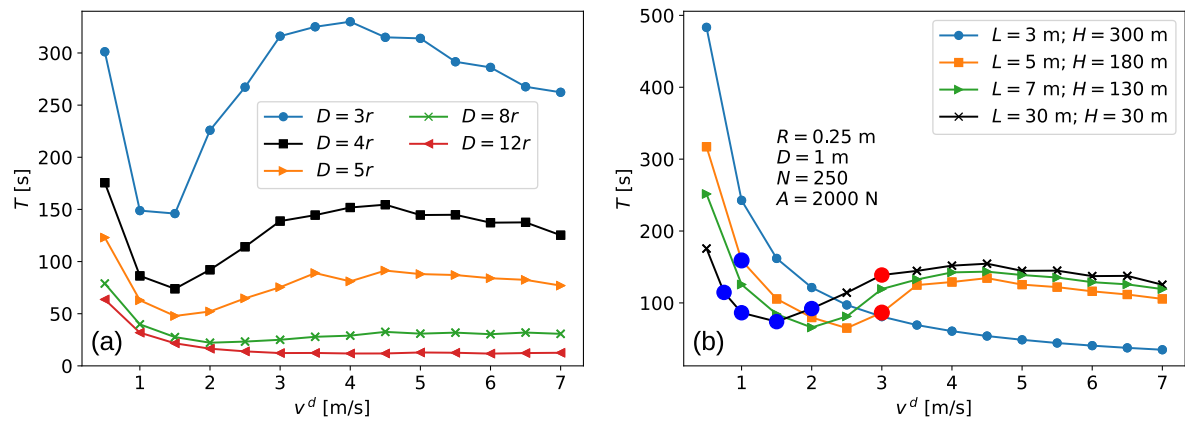 T [s]
300
250
200
150
100
50
0
D = 3r
D = 4r
D = 5r
D = 8r
D = 12r
(a)
1 2 3 4 5 6 7
v^d [m/s]
T [s]
500
400
300
200
100
L = 3 m; H = 300 m
L = 5 m; H = 180 m
L = 7 m; H = 130 m
L = 30 m; H = 30 m
R = 0.25 m
D = 1 m
N = 250
A = 2000 N
(b)
1 2 3 4 5 6 7
v^d [m/s]